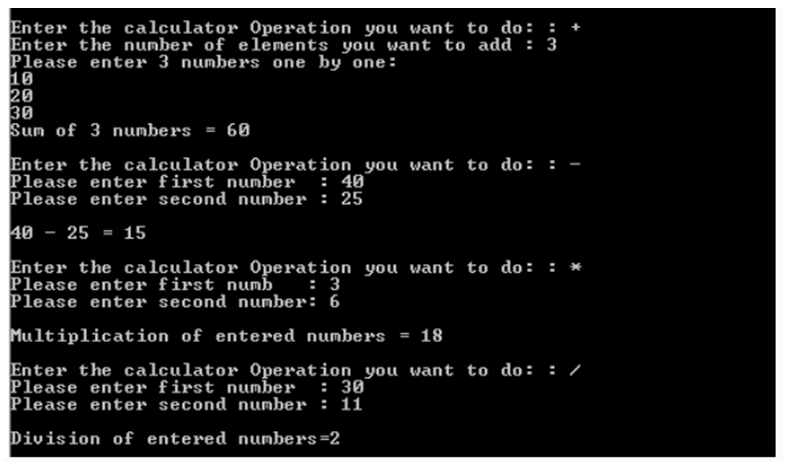 Enter the calculator Operation you want to do: : +
Enter the number of elements you want to add : 3
Please enter 3 numbers one by one:
10
20
30
Sum of 3 numbers = 60
Enter the calculator Operation you want to do: : -
Please enter first number  : 40
Please enter second number : 25
40 - 25 = 15
Enter the calculator Operation you want to do: : *
Please enter first numb   : 3
Please enter second number: 6
Multiplication of entered numbers = 18
Enter the calculator Operation you want to do: : /
Please enter first number  : 30
Please enter second number : 11
Division of entered numbers=2